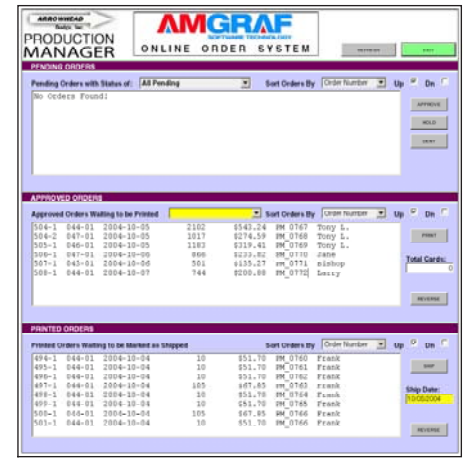 ARROWHEAD
PRODUCTION
MANAGER
AMGRAF
SOFTWARE TECHNOLOGY
ONLINE ORDER SYSTEM
REFRESH
EXIT
PENDING ORDERS
Pending Orders with Status of: All Pending Sort Orders By Order Number Up Dn
No Orders Found!
APPROVE
HOLD
DENY
APPROVED ORDERS
Approved Orders Waiting to be Printed Sort Orders By Order Number Up Dn
504-1 044-01 2004-10-05 2102 $543.24 PM_0767 Tony L.
504-2 047-01 2004-10-05 1017 $274.59 PM_0768 Tony L.
505-1 046-01 2004-10-05 1183 $319.41 PM_0769 Tony L.
506-1 047-01 2004-10-06 866 $233.82 PM_0770 Jane
507-1 043-01 2004-10-06 501 $135.27 PM_0771 Bishop
508-1 044-01 2004-10-07 744 $200.88 PM_0772 Larry
PRINT
Total Cards:
0
REVERSE
PRINTED ORDERS
Printed Orders Waiting to be Marked as Shipped Sort Orders By Order Number Up Dn
494-1 044-01 2004-10-04 10 $51.70 PM_0760 Frank
495-1 044-01 2004-10-04 10 $51.70 PM_0761 Frank
496-1 044-01 2004-10-04 10 $51.70 PM_0762 Frank
497-1 044-01 2004-10-04 105 $67.85 PM_0763 Frank
498-1 044-01 2004-10-04 10 $51.70 PM_0764 Frank
499-1 044-01 2004-10-04 10 $51.70 PM_0765 Frank
500-1 044-01 2004-10-04 105 $67.85 PM_0766 Frank
501-1 044-01 2004-10-04 10 $51.70 PM_0766 Frank
SHIP
Ship Date:
10/05/2004
REVERSE